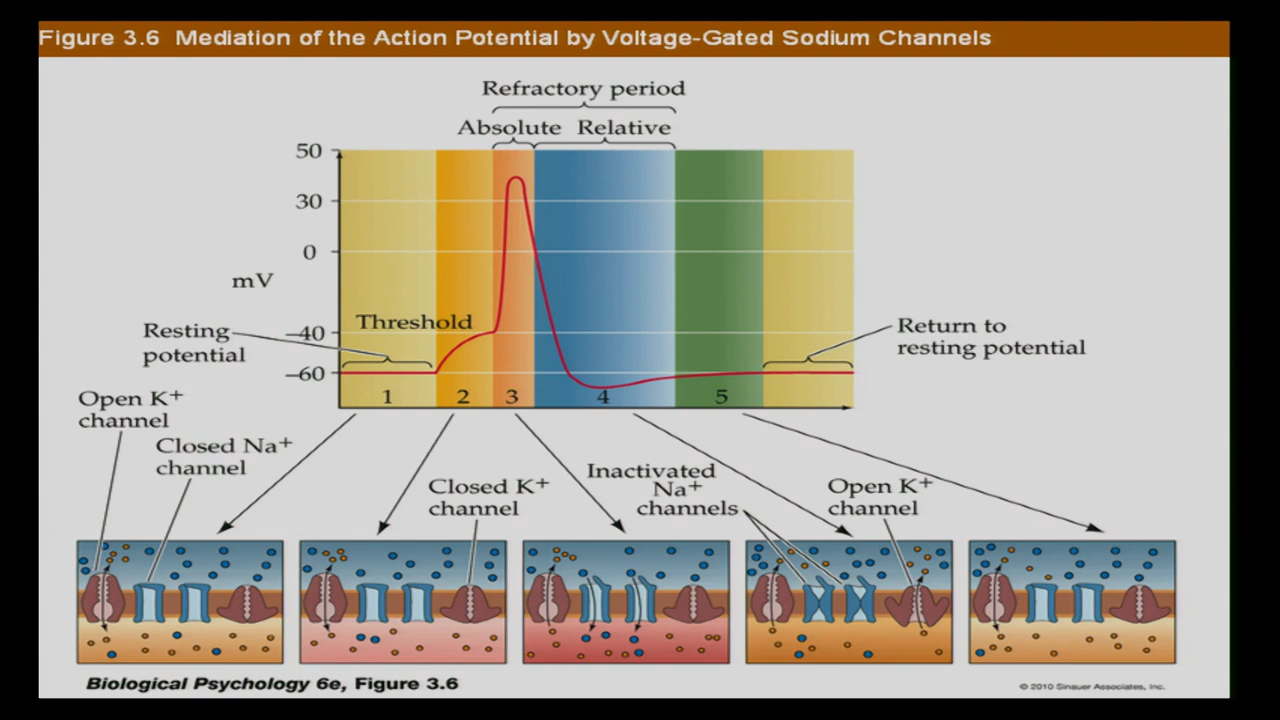 Figure 3.6 Mediation of the Action Potential by Voltage-Gated Sodium Channels
Refractory period
Absolute Relative
50
30
0
mV
Threshold
–40
–60
Resting
potential
Return to
resting potential
1 2 3 4 5
Open K+
channel
Closed Na+
channel
Closed K+
channel
Inactivated
Na+
channels
Open K+
channel
Biological Psychology 6e, Figure 3.6
© 2010 Sinauer Associates, Inc.